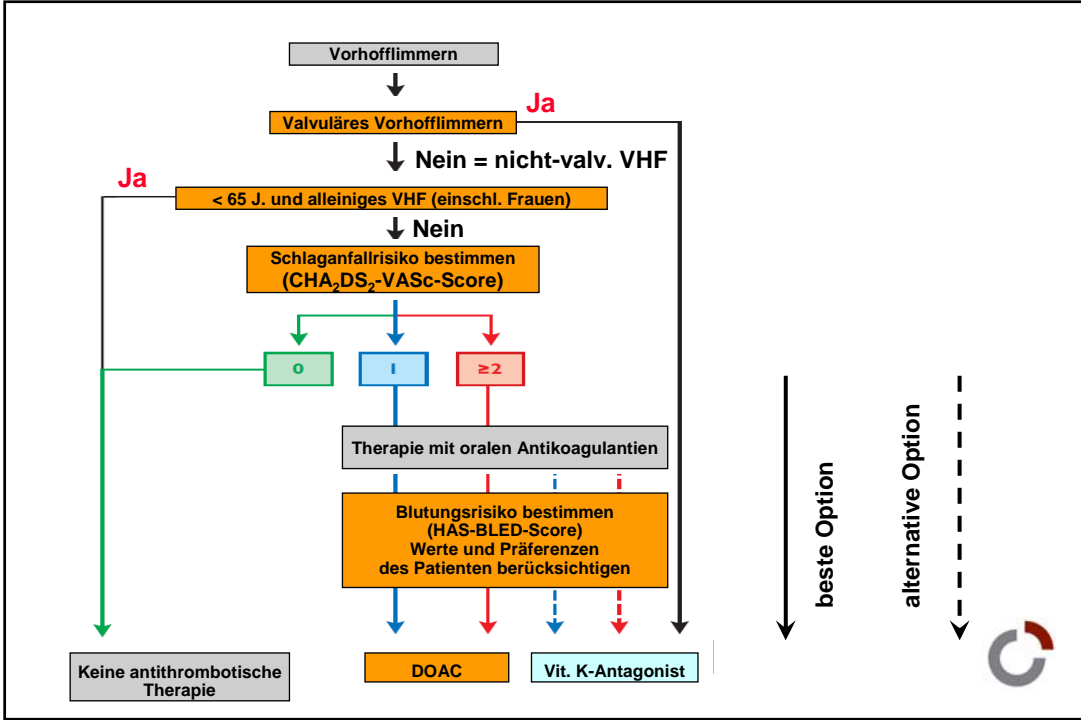 Vorhofflimmern
Ja
Valvuläres Vorhofflimmern
Nein = nicht-valv. VHF
Ja
< 65 J. und alleiniges VHF (einschl. Frauen)
Nein
Schlaganfallrisiko bestimmen
(CHA₂DS₂-VASc-Score)
0
I
≥2
Therapie mit oralen Antikoagulantien
Blutungsrisiko bestimmen
(HAS-BLED-Score)
Werte und Präferenzen
des Patienten berücksichtigen
beste Option
alternative Option
Keine antithrombotische
Therapie
DOAC
Vit. K-Antagonist